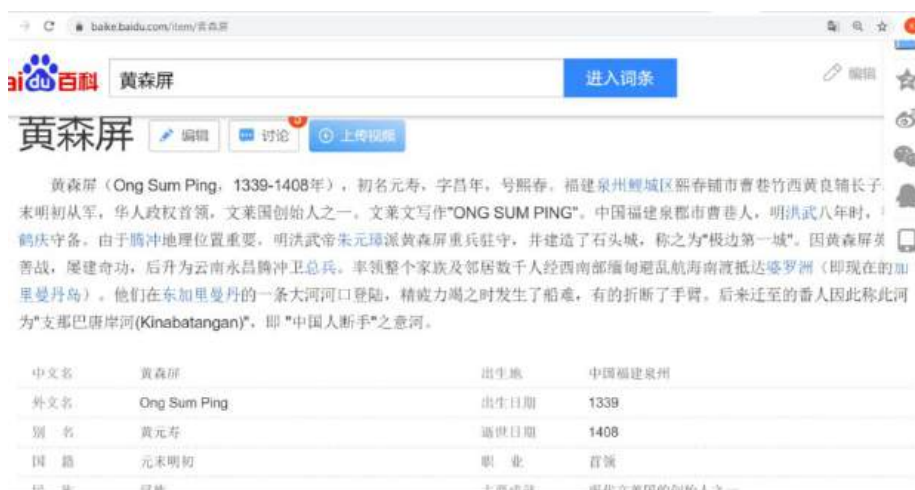 baike.baidu.com/item/黄森屏
Bai du 百科
黄森屏
进入词条
编辑
黄森屏
编辑
讨论
5
上传视频
黄森屏（Ong Sum Ping，1339-1408年），初名元寿，字昌年，号熙春。福建泉州鲤城区熙春铺市曹巷竹西黄良辅长子
末明初从军，华人政权首领，文莱国创始人之一。文莱文写作"ONG SUM PING"。中国福建泉郡市曹巷人，明洪武八年时，
鹤庆守备。由于腾冲地理位置重要，明洪武帝朱元璋派黄森屏重兵驻守，并建造了石头城，称之为"极边第一城"。因黄森屏英
善战，屡建奇功，后升为云南永昌腾冲卫总兵。率领整个家族及邻居数千人经西南部缅甸避乱航海南渡抵达婆罗洲（即现在的加
里曼丹岛）。他们在东加里曼丹的一条大河河口登陆，精疲力竭之时发生了船难，有的折断了手臂。后来迁至的番人因此称此河
为"支那巴唐岸河(Kinabatangan)"，即 "中国人断手"之意河。
中文名 黄森屏 出生地 中国福建泉州
外文名 Ong Sum Ping 出生日期 1339
别 名 黄元寿 逝世日期 1408
国 籍 元末明初 职 业 首领